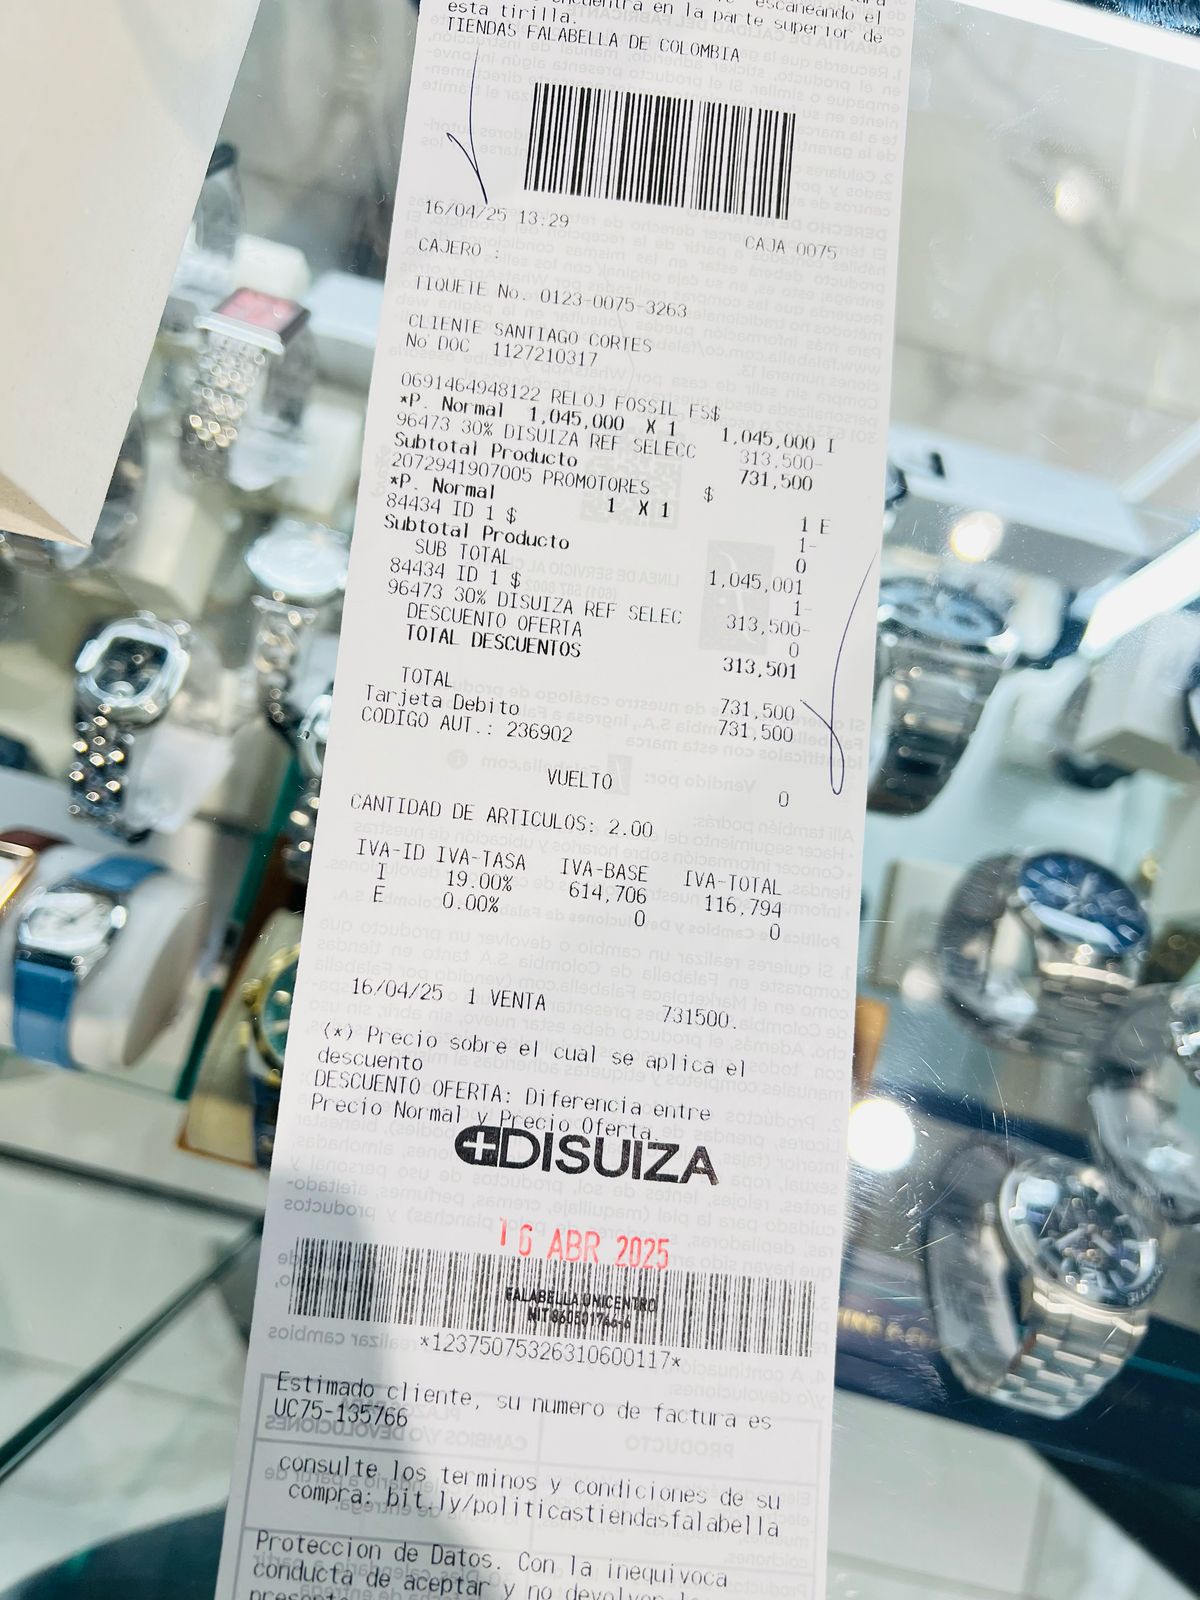 escaneando el
encuentra en la parte superior de
esta tirilla.
TIENDAS FALABELLA DE COLOMBIA
16/04/25 13:29 CAJA 0075
CAJERO :
TIQUETE No. 0123-0075-3263
CLIENTE SANTIAGO CORTES
No DOC 1127210317
0691464948122 RELOJ FOSSIL FS$ 1,045,000 I
*P. Normal 1,045,000 X 1
96473 30% DISUIZA REF SELECC 313,500-
Subtotal Producto 731,500
2072941907005 PROMOTORES $ 1 E
*P. Normal 1 X 1
84434 ID 1 $ 1-
Subtotal Producto 0
SUB TOTAL 1,045,001
84434 ID 1 $ 1-
96473 30% DISUIZA REF SELEC 313,500-
DESCUENTO OFERTA 0
TOTAL DESCUENTOS 313,501
TOTAL 731,500
Tarjeta Debito 731,500
CODIGO AUT.: 236902
VUELTO 0
CANTIDAD DE ARTICULOS: 2.00
IVA-ID IVA-TASA IVA-BASE IVA-TOTAL
I 19.00% 614,706 116,794
E 0.00% 0 0
16/04/25 1 VENTA 731500.
(*) Precio sobre el cual se aplica el
descuento
DESCUENTO OFERTA: Diferencia entre
Precio Normal y Precio Oferta.
DISUIZA
16 ABR 2025
FALABELLA UNICENTRO
*12375075326310600117*
Estimado cliente, su numero de factura es
UC75-135766
consulte los terminos y condiciones de su
compra: bit.ly/politicastiendasfalabella
Proteccion de Datos. Con la inequivoca
conducta de aceptar y no devolver